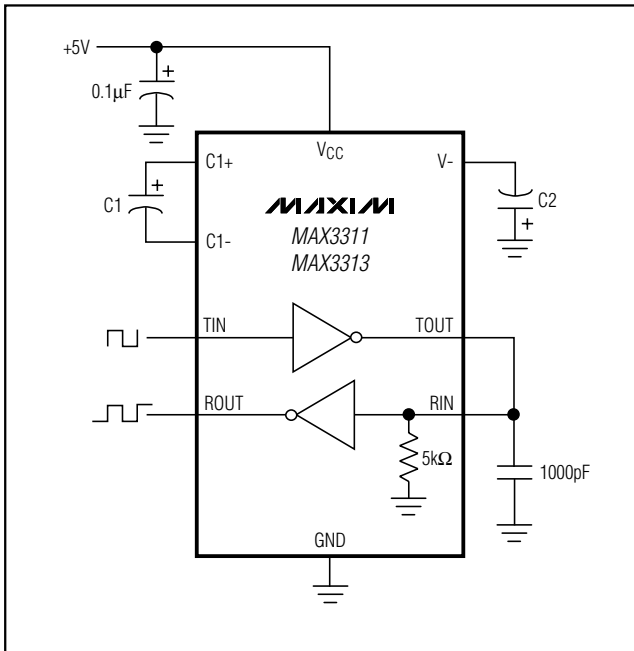 +5V
0.1µF
+
VCC
C1+
V-
C1
+
C2
+
C1-
MAXIM
MAX3311
MAX3313
TIN
TOUT
ROUT
RIN
5kΩ
1000pF
GND